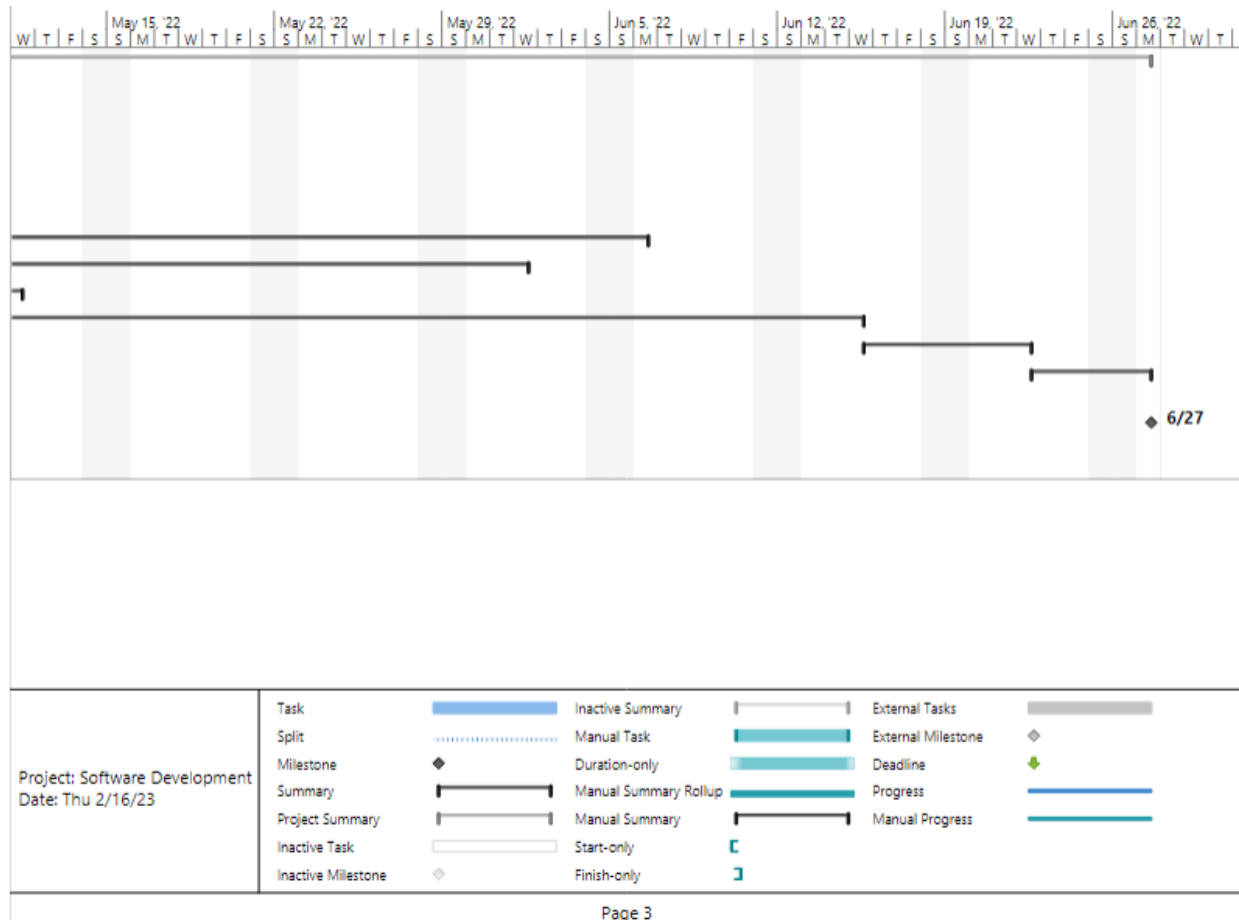 May 15, '22 May 22, '22 May 29, '22 Jun 5, '22 Jun 12, '22 Jun 19, '22 Jun 26, '22
W T F S S M T W T F S S M T W T F S S M T W T F S S M T W T F S S M T W T F S S M T W T F S S M T W T
6/27
Task Inactive Summary External Tasks
Split Manual Task External Milestone
Milestone Duration-only Deadline
Project: Software Development
Date: Thu 2/16/23
Summary Manual Summary Rollup Progress
Project Summary Manual Summary Manual Progress
Inactive Task Start-only
Inactive Milestone Finish-only
Page 3